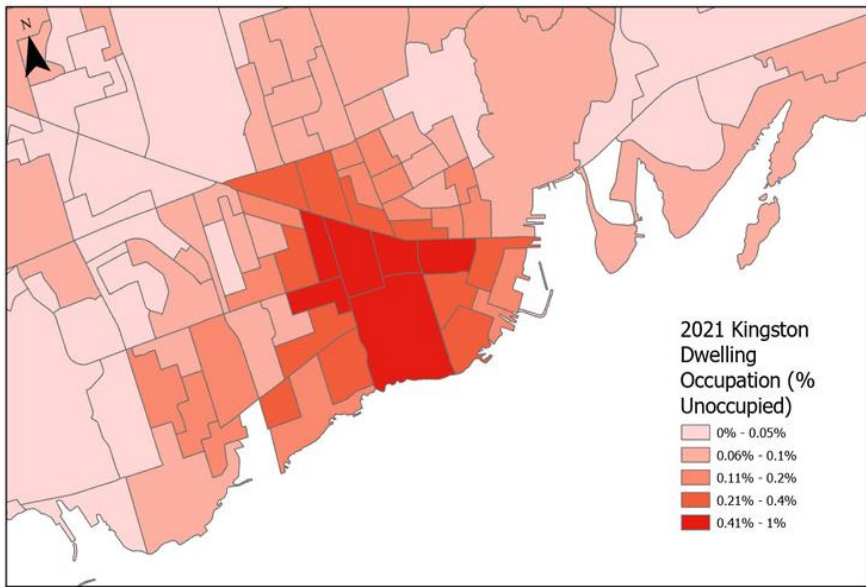 N
2021 Kingston
Dwelling
Occupation (%
Unoccupied)
0% - 0.05%
0.06% - 0.1%
0.11% - 0.2%
0.21% - 0.4%
0.41% - 1%